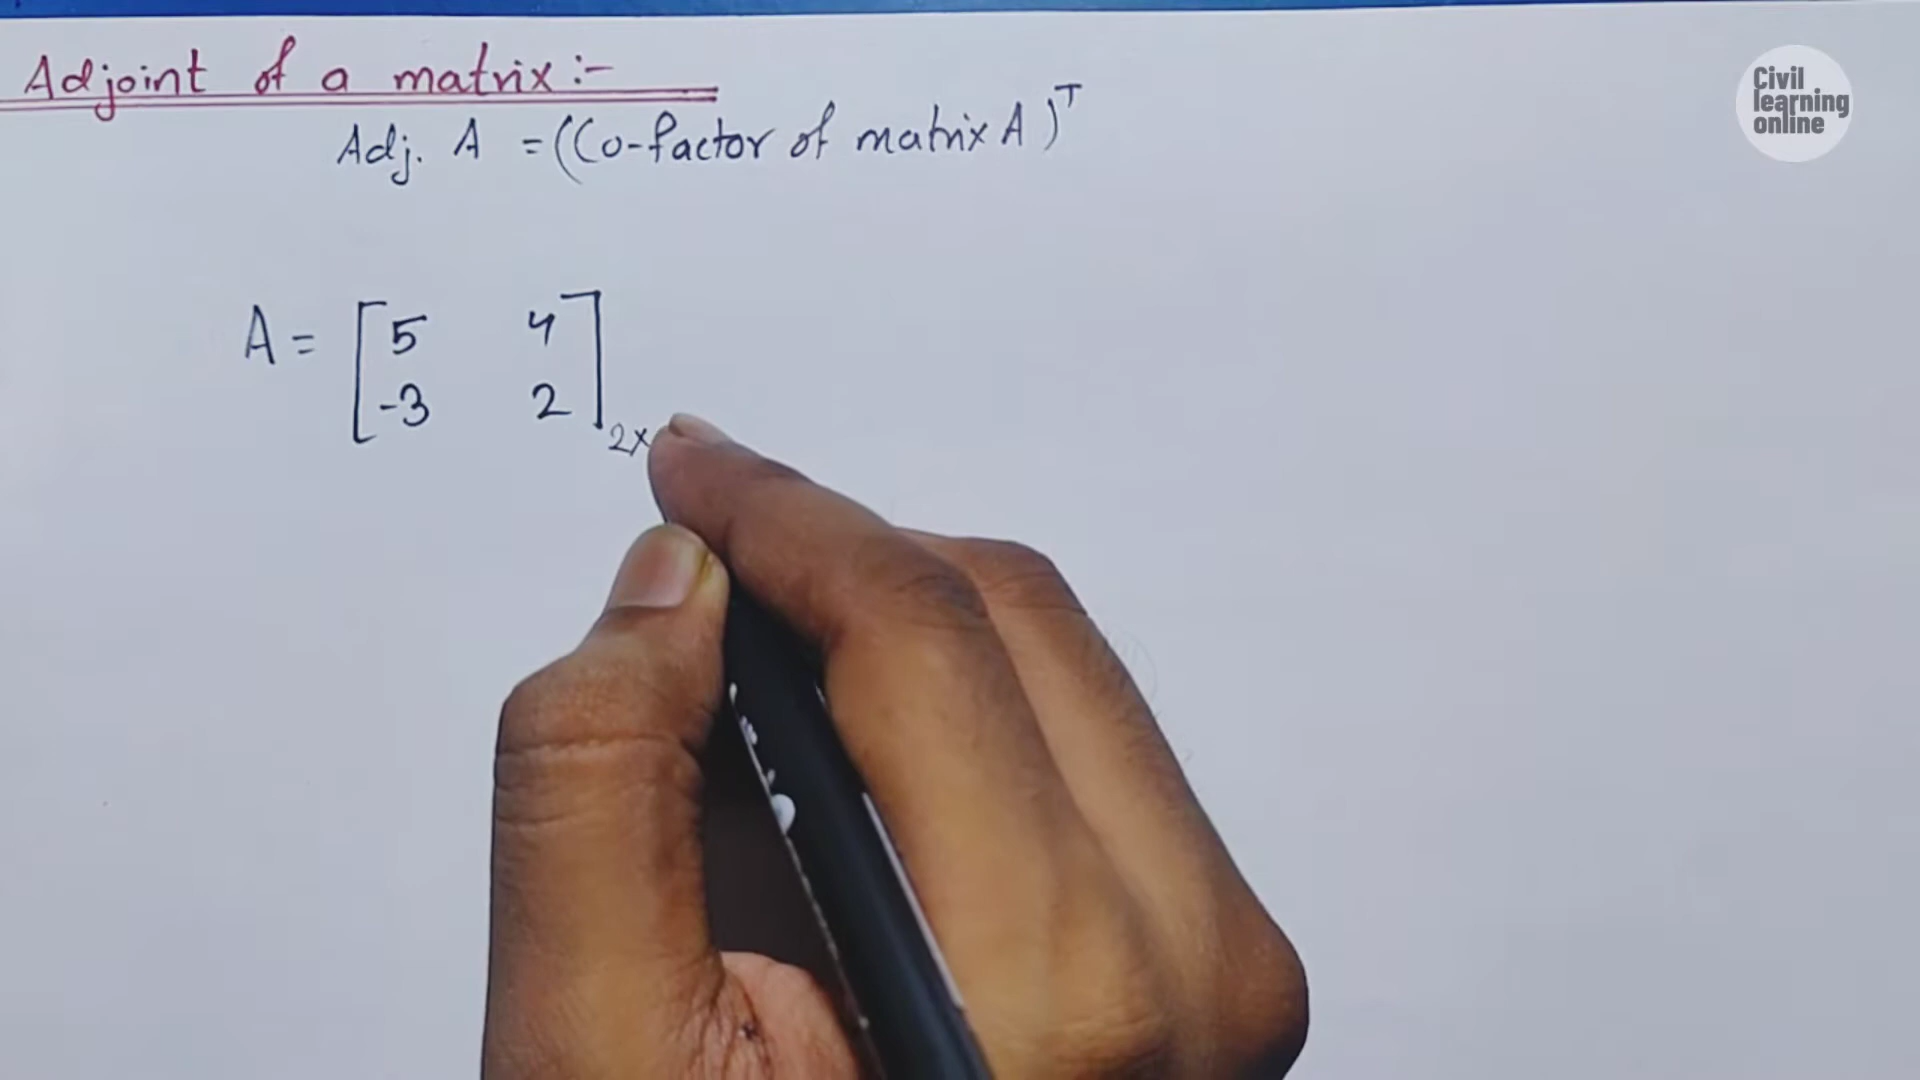 Adjoint of a matrix:-
Adj. A = (Co-factor of matrix A)ᵀ
A = [5 4
-3 2]2x
Civil
learning
online